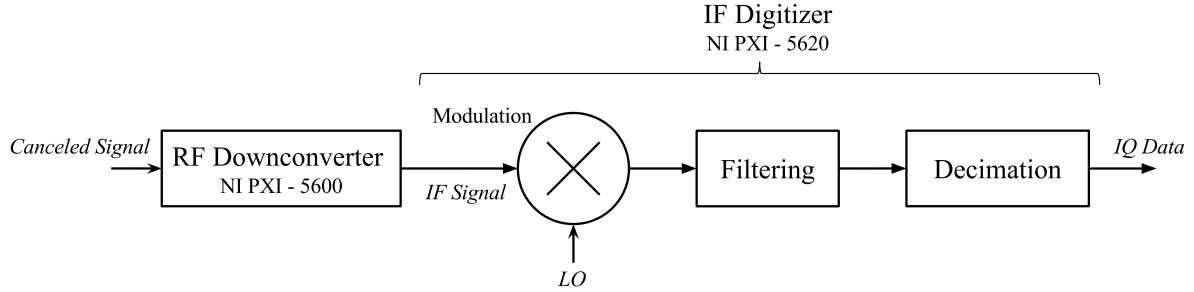 IF Digitizer
NI PXI - 5620
Modulation
Canceled Signal
RF Downconverter
NI PXI - 5600
IF Signal
Filtering
Decimation
IQ Data
LO